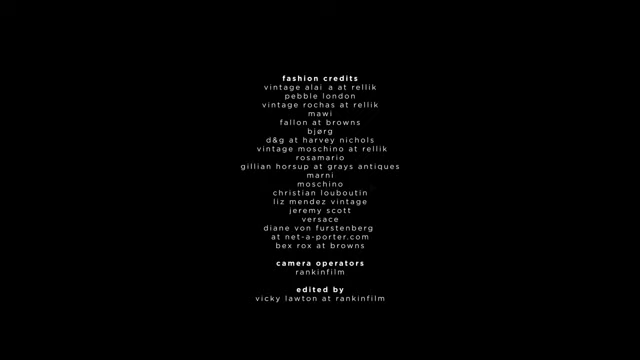 fashion credits
vintage alai a at rellik
pebble london
vintage rochas at rellik
mawi
fallon at browns
bjørg
d&g at harvey nichols
vintage moschino at rellik
rosamario
gillian horsup at grays antiques
marni
moschino
christian louboutin
liz mendez vintage
jeremy scott
versace
diane von furstenberg
at net-a-porter.com
bex rox at browns
camera operators
rankinfilm
edited by
vicky lawton at rankinfilm